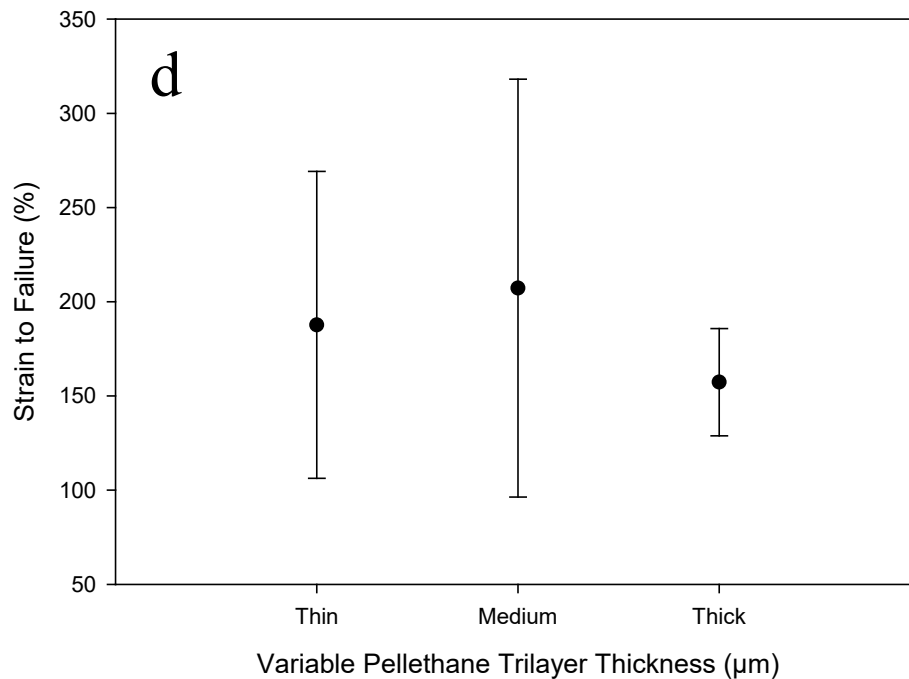 d
Strain to Failure (%)
350
300
250
200
150
100
50
Thin Medium Thick
Variable Pellethane Trilayer Thickness (µm)